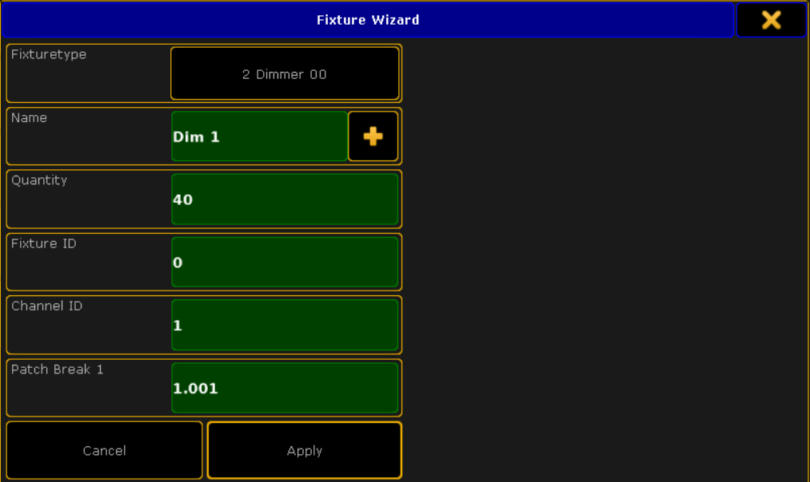 Fixture Wizard
Fixturetype
2 Dimmer 00
Name
Dim 1
Quantity
40
Fixture ID
0
Channel ID
1
Patch Break 1
1.001
Cancel
Apply